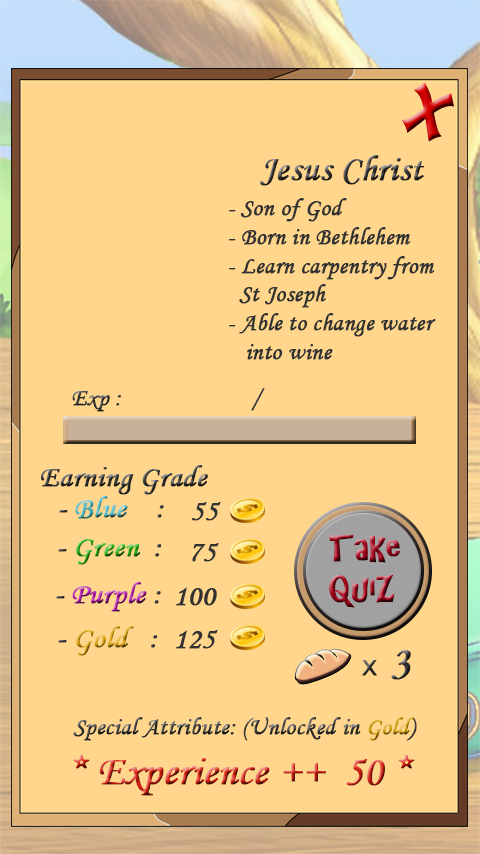 X
Jesus Christ
- Son of God
- Born in Bethlehem
- Learn carpentry from
St Joseph
- Able to change water
into wine
Exp : /
Earning Grade
- Blue : 55
- Green : 75
- Purple : 100
- Gold : 125
Take
Quiz
x 3
Special Attribute: (Unlocked in Gold)
* Experience ++ 50 *